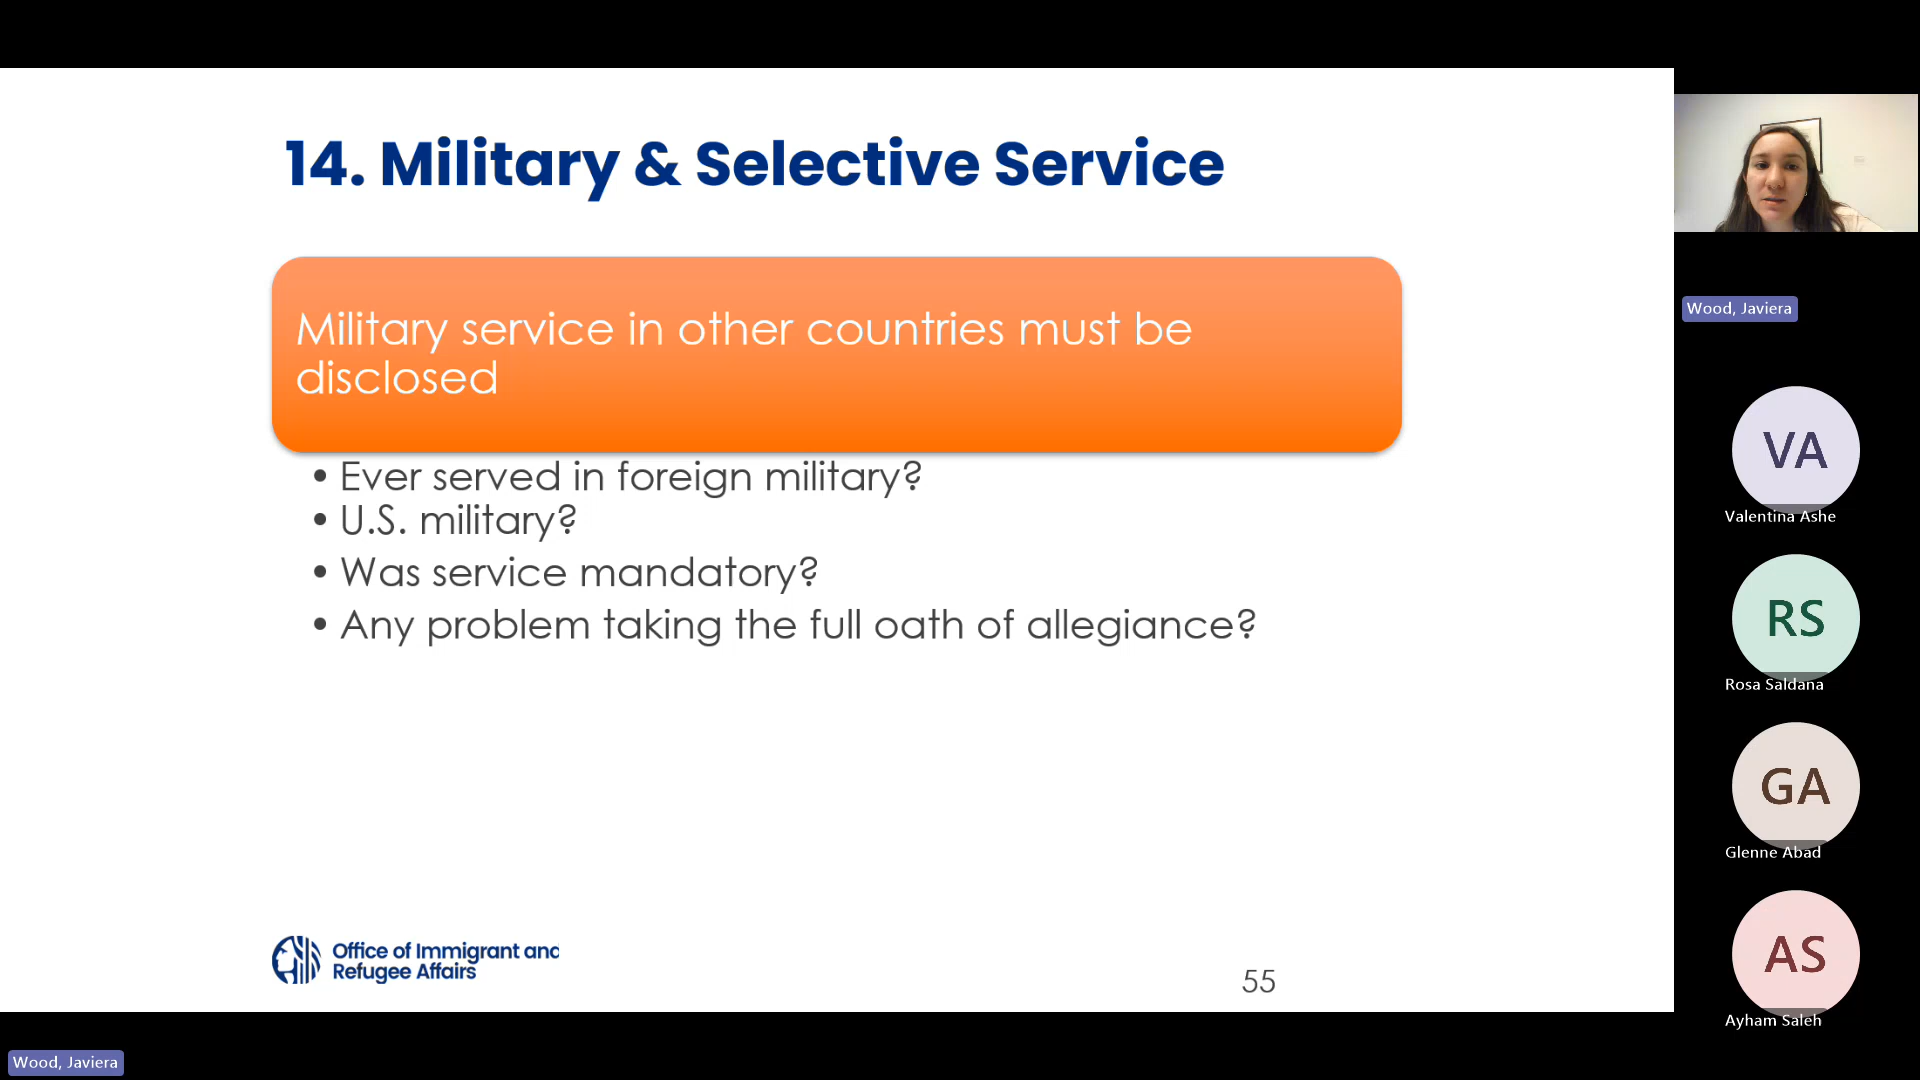 14. Military & Selective Service
Military service in other countries must be
disclosed
• Ever served in foreign military?
• U.S. military?
• Was service mandatory?
• Any problem taking the full oath of allegiance?
Office of Immigrant and
Refugee Affairs
55
Wood, Javiera
VA
Valentina Ashe
RS
Rosa Saldana
GA
Glenne Abad
AS
Ayham Saleh
Wood, Javiera